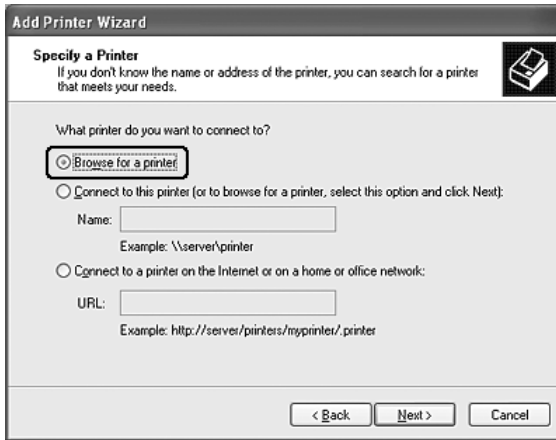 Add Printer Wizard
Specify a Printer
If you don't know the name or address of the printer, you can search for a printer
that meets your needs.
What printer do you want to connect to?
Browse for a printer
Connect to this printer (or to browse for a printer, select this option and click Next):
Name:
Example: \\server\printer
Connect to a printer on the Internet or on a home or office network:
URL:
Example: http://server/printers/myprinter/.printer
< Back Next > Cancel